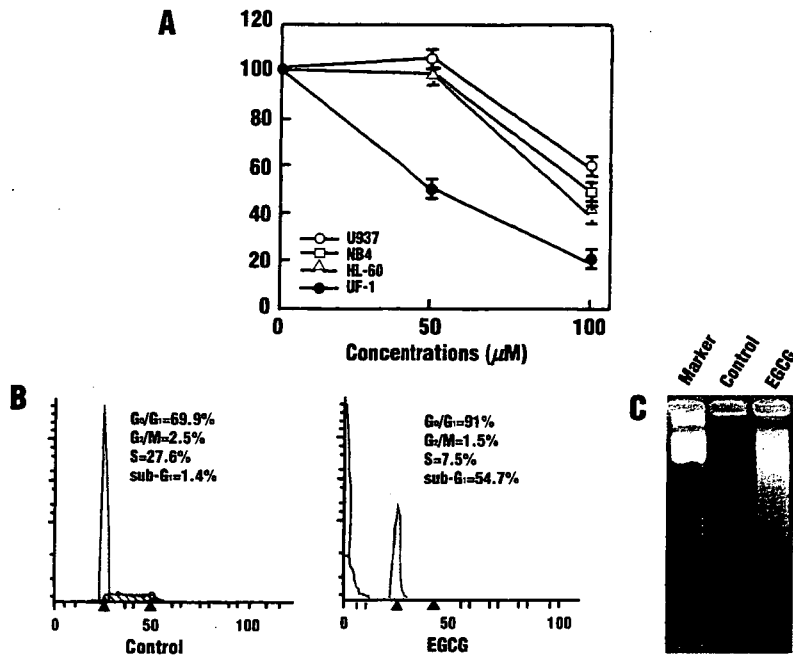 A
120
100
80
60
40
20
0
U937
NB4
HL-60
UF-1
0 50 100
Concentrations (μM)
B
G₀/G₁=69.9%
G₂/M=2.5%
S=27.6%
sub-G₁=1.4%
0 50 100
Control
G₀/G₁=91%
G₂/M=1.5%
S=7.5%
sub-G₁=54.7%
0 50 100
EGCG
C
Marker Control EGCG